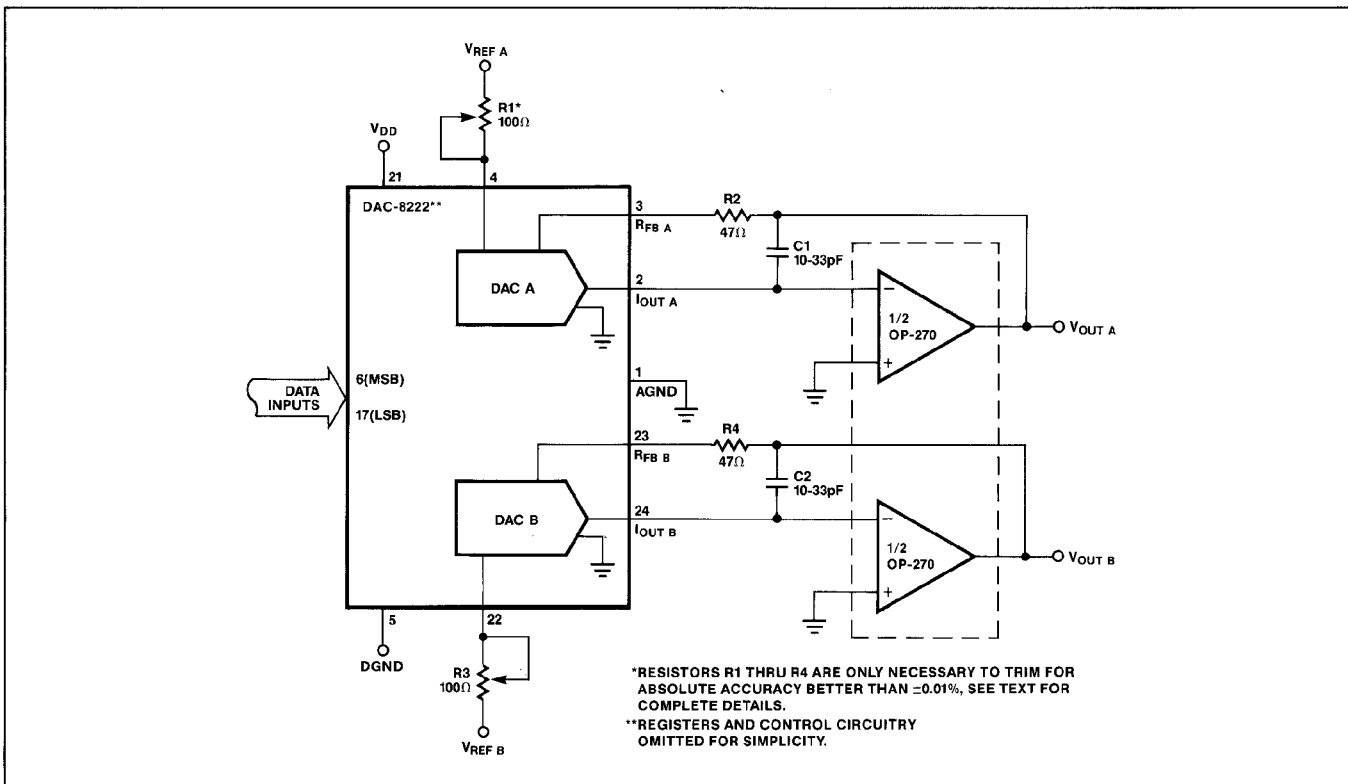 VREF A
R1*
100Ω
VDD
21
4
DAC-8222**
3
RFB A
R2
47Ω
C1
10-33pF
DAC A
2
IOUT A
−
1/2
OP-270
+
VOUT A
1
AGND
6(MSB)
DATA
INPUTS
17(LSB)
23
RFB B
R4
47Ω
C2
10-33pF
DAC B
24
IOUT B
−
1/2
OP-270
+
VOUT B
5
22
DGND
R3
100Ω
VREF B
*RESISTORS R1 THRU R4 ARE ONLY NECESSARY TO TRIM FOR
ABSOLUTE ACCURACY BETTER THAN ±0.01%, SEE TEXT FOR
COMPLETE DETAILS.
**REGISTERS AND CONTROL CIRCUITRY
OMITTED FOR SIMPLICITY.